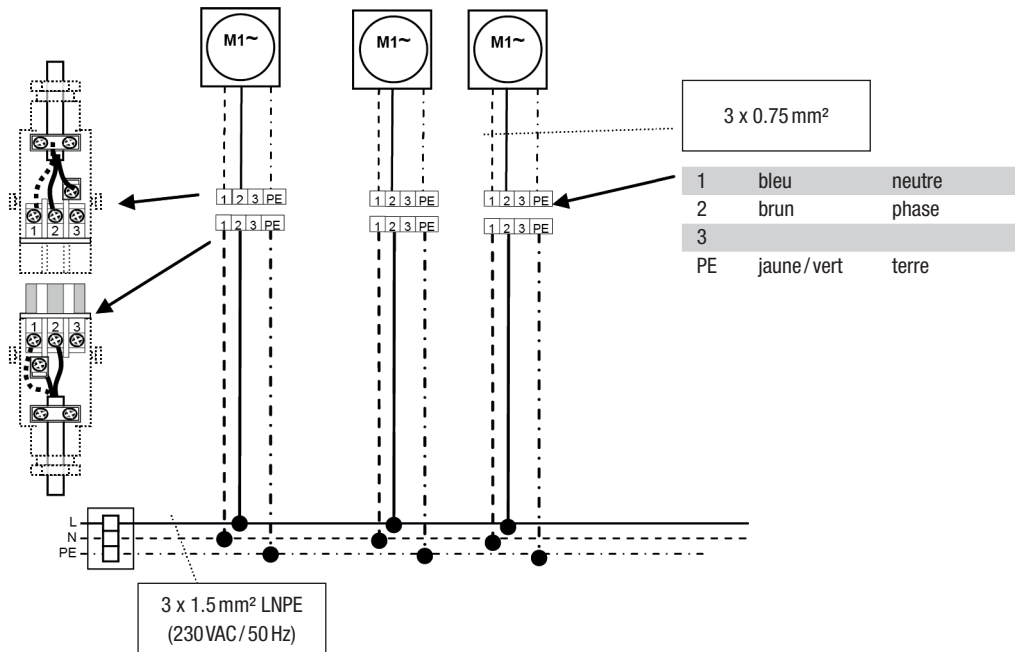 M1~ M1~ M1~
3 x 0.75 mm²
1 2 3 PE 1 2 3 PE 1 2 3 PE
1 2 3 PE 1 2 3 PE 1 2 3 PE
1 bleu neutre
2 brun phase
3
PE jaune / vert terre
1 2 3
1 2 3
L
N
PE
3 x 1.5 mm² LNPE
(230 VAC / 50 Hz)